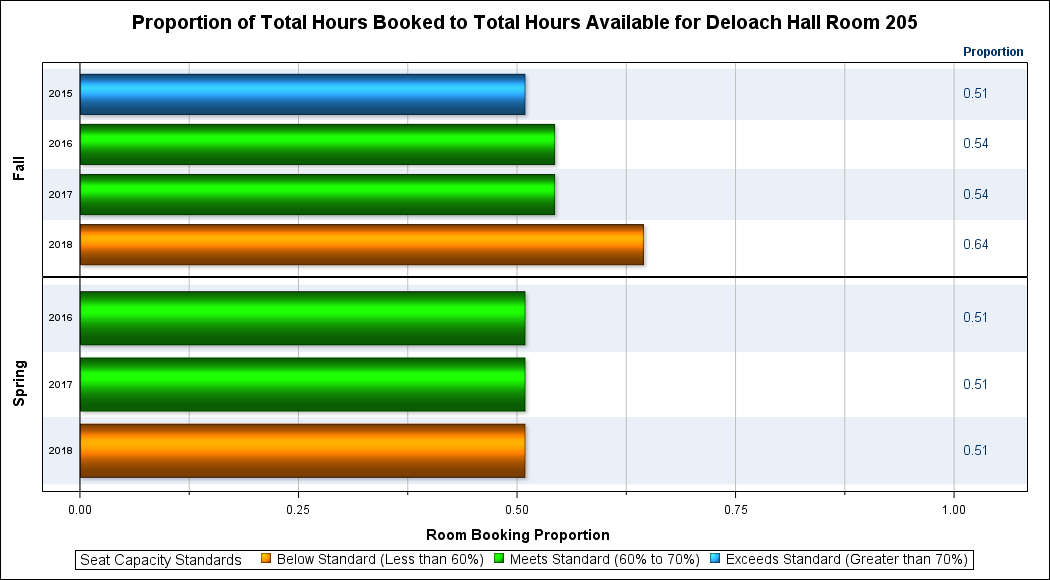 Proportion of Total Hours Booked to Total Hours Available for Deloach Hall Room 205
Proportion
Fall
2015 0.51
2016 0.54
2017 0.54
2018 0.64
Spring
2016 0.51
2017 0.51
2018 0.51
0.00 0.25 0.50 0.75 1.00
Room Booking Proportion
Seat Capacity Standards Below Standard (Less than 60%) Meets Standard (60% to 70%) Exceeds Standard (Greater than 70%)